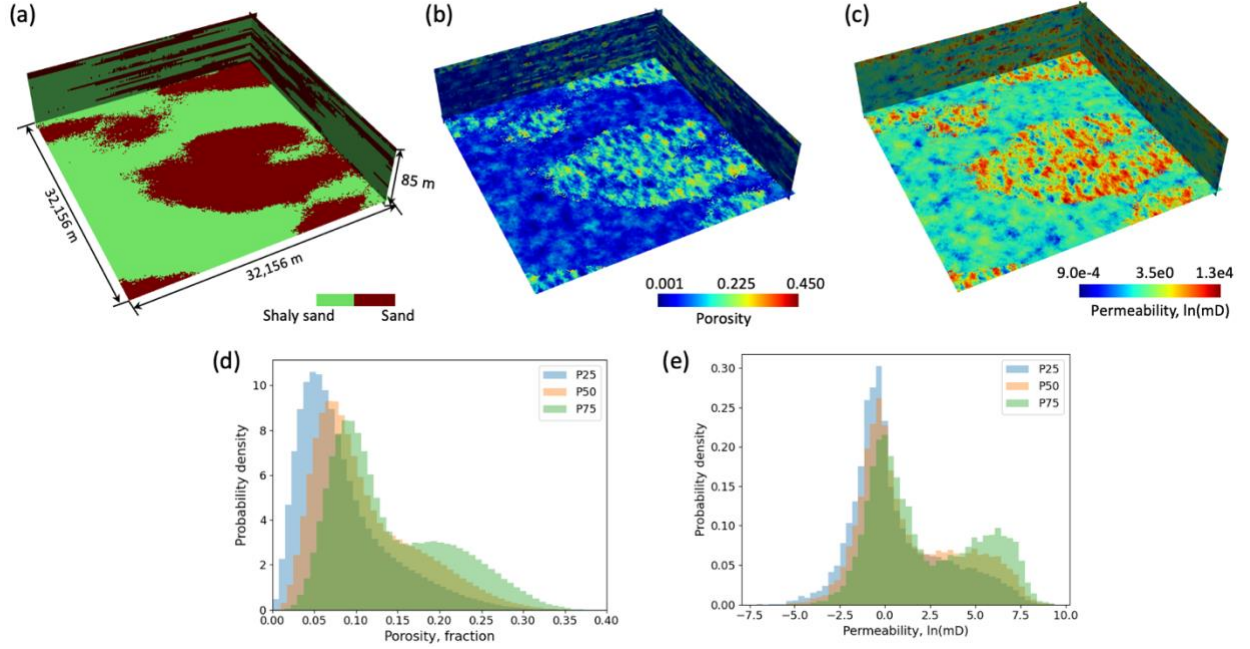 (a)
32,156 m
32,156 m
85 m
Shaly sand
Sand
(b)
0.001 0.225 0.450
Porosity
(c)
9.0e-4 3.5e0 1.3e4
Permeability, ln(mD)
(d)
P25
P50
P75
Probability density
10
8
6
4
2
0
0.00 0.05 0.10 0.15 0.20 0.25 0.30 0.35 0.40
Porosity, fraction
(e)
P25
P50
P75
Probability density
0.30
0.25
0.20
0.15
0.10
0.05
0.00
−7.5 −5.0 −2.5 0.0 2.5 5.0 7.5 10.0
Permeability, ln(mD)